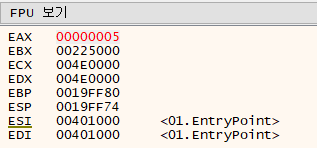 FPU 보기
EAX 00000005
EBX 00225000
ECX 004E0000
EDX 004E0000
EBP 0019FF80
ESP 0019FF74
ESI 00401000 <01.EntryPoint>
EDI 00401000 <01.EntryPoint>